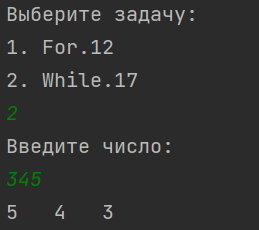 Выберите задачу:
1. For.12
2. While.17
2
Введите число:
345
5   4   3